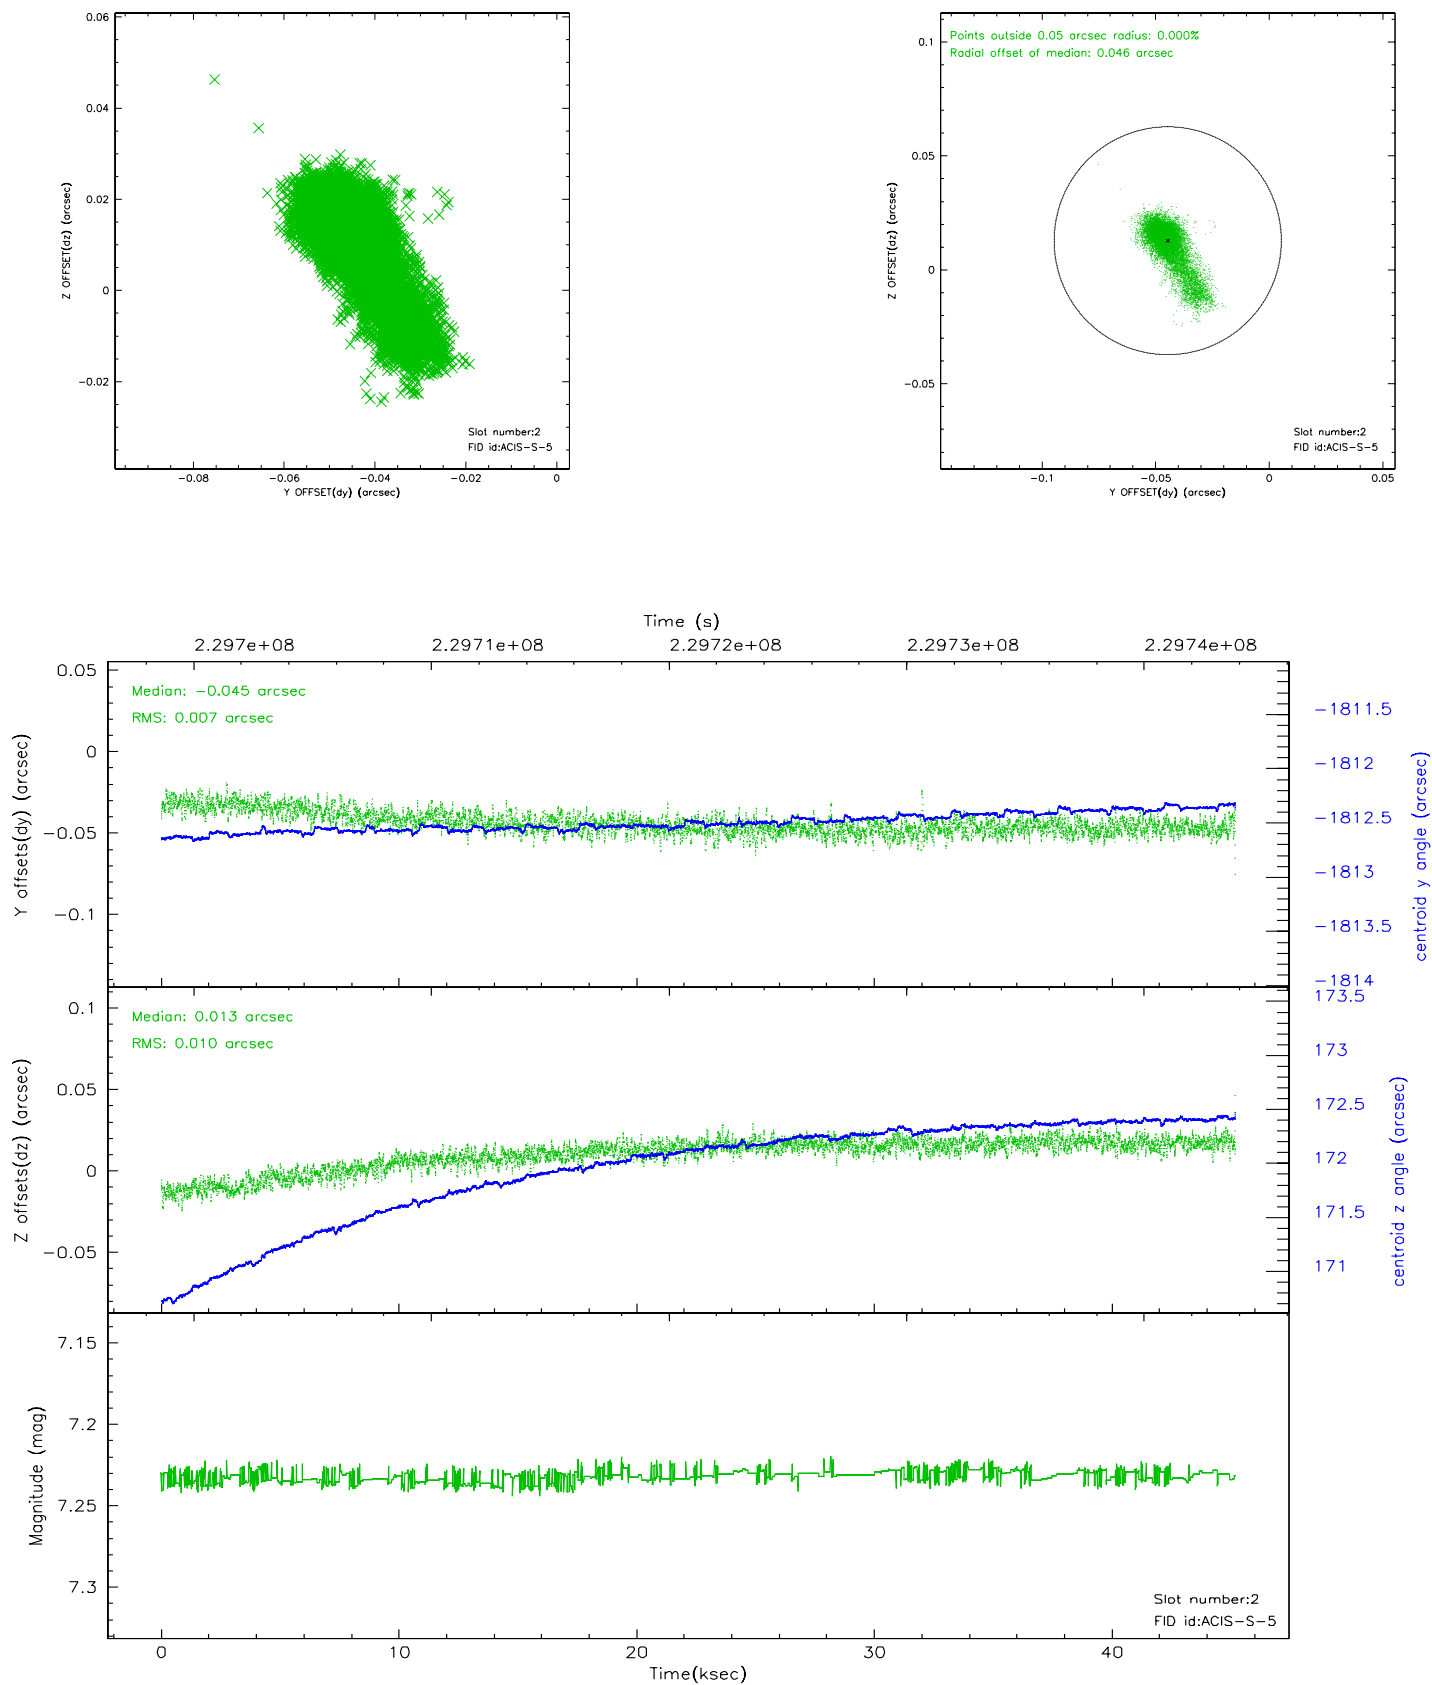 0.06
0.04
0.02
0
−0.02
Z OFFSET(dz) (arcsec)
−0.08
−0.06
−0.04
−0.02
0
Y OFFSET(dy) (arcsec)
Slot number:2
FID id:ACIS−S−5
Points outside 0.05 arcsec radius: 0.000%
Radial offset of median: 0.046 arcsec
0.1
0.05
0
−0.05
Z OFFSET(dz) (arcsec)
−0.1
−0.05
0
0.05
Y OFFSET(dy) (arcsec)
Slot number:2
FID id:ACIS−S−5
Time (s)
2.297e+08
2.2971e+08
2.2972e+08
2.2973e+08
2.2974e+08
Median: −0.045 arcsec
RMS: 0.007 arcsec
0.05
0
−0.05
−0.1
Y offsets(dy) (arcsec)
−1811.5
−1812
−1812.5
−1813
−1813.5
−1814
centroid y angle (arcsec)
Median: 0.013 arcsec
RMS: 0.010 arcsec
0.1
0.05
0
−0.05
Z offsets(dz) (arcsec)
173.5
173
172.5
172
171.5
171
centroid z angle (arcsec)
7.15
7.2
7.25
7.3
Magnitude (mag)
Slot number:2
FID id:ACIS−S−5
0
10
20
30
40
Time(ksec)